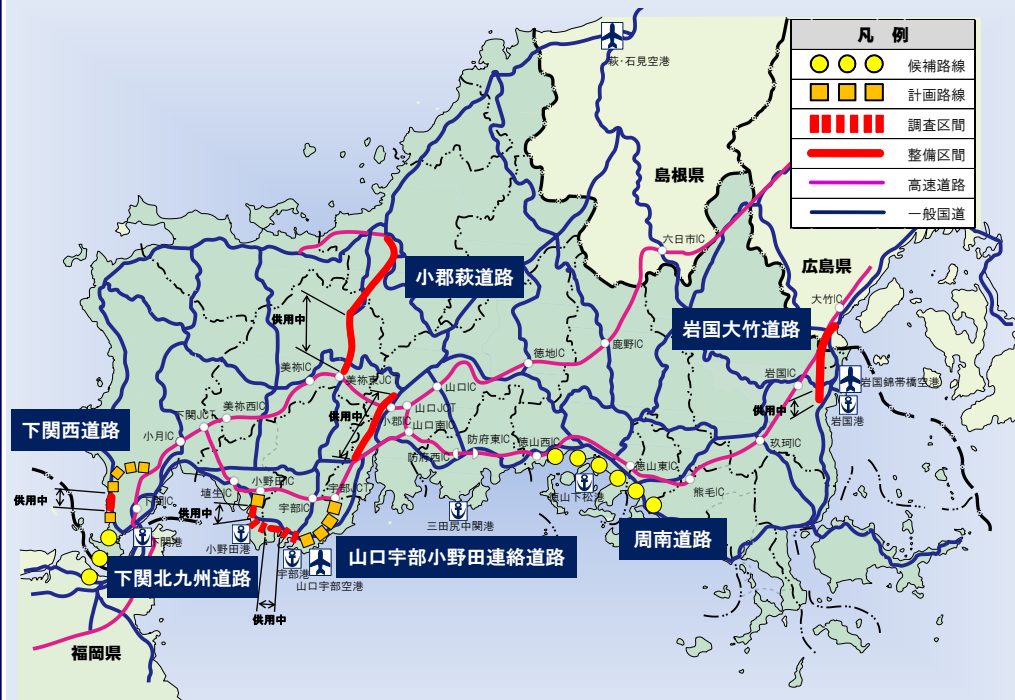 凡 例
候補路線
計画路線
調査区間
整備区間
高速道路
一般国道
萩・石見空港
島根県
六日市IC
広島県
大竹IC
小郡萩道路
岩国大竹道路
供用中
鹿野IC
徳地IC
美祢IC
美祢東JC
岩国IC
岩国錦帯橋空港
山口IC
供用中
岩国港
美祢西IC
下関JCT
山口JCT
小郡IC
供用中
下関西道路
小月IC
山口南IC
防府東IC
徳山西IC
玖珂IC
防府西IC
徳山東IC
埴生IC
小野田IC
宇部JCT
熊毛IC
供用中
下関IC
供用中
宇部IC
徳山下松港
三田尻中関港
下関港
小野田港
周南道路
山口宇部小野田連絡道路
宇部港
下関北九州道路
山口宇部空港
供用中
福岡県